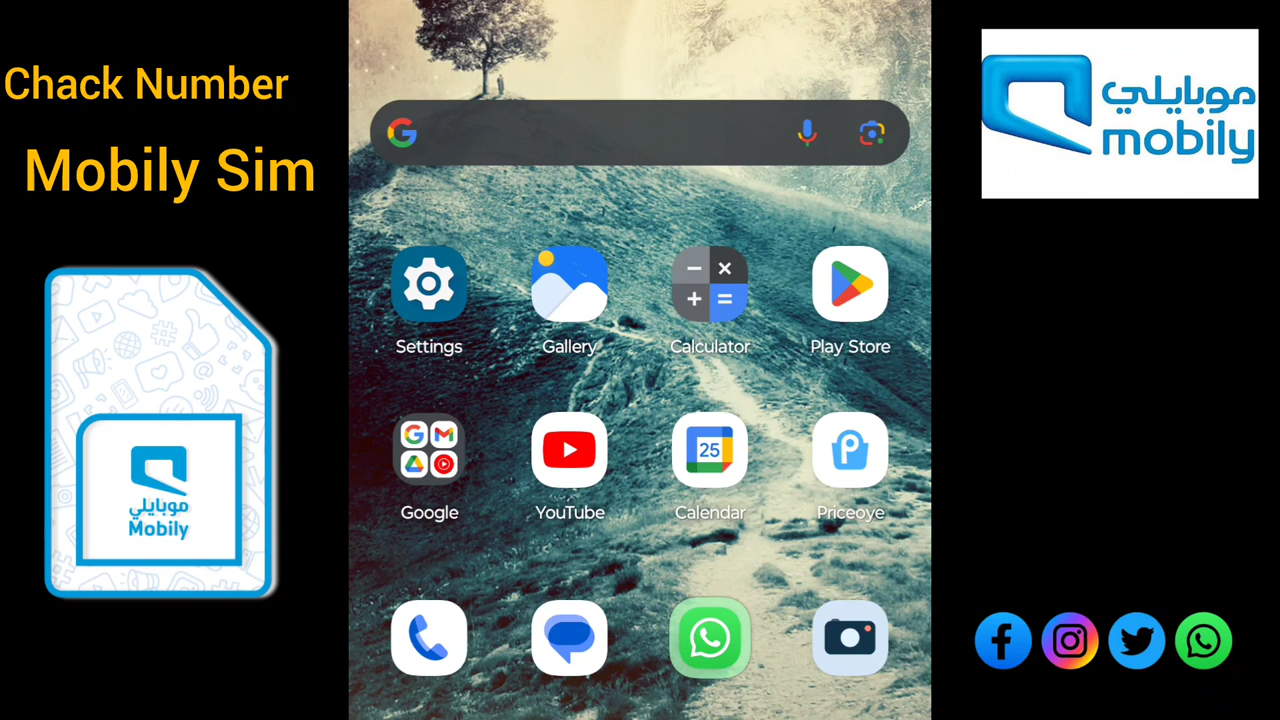 Chack Number
Mobily Sim
موبايلي
Mobily
Settings
Gallery
Calculator
Play Store
Google
YouTube
25
Calendar
Priceoye
موبايلي
mobily